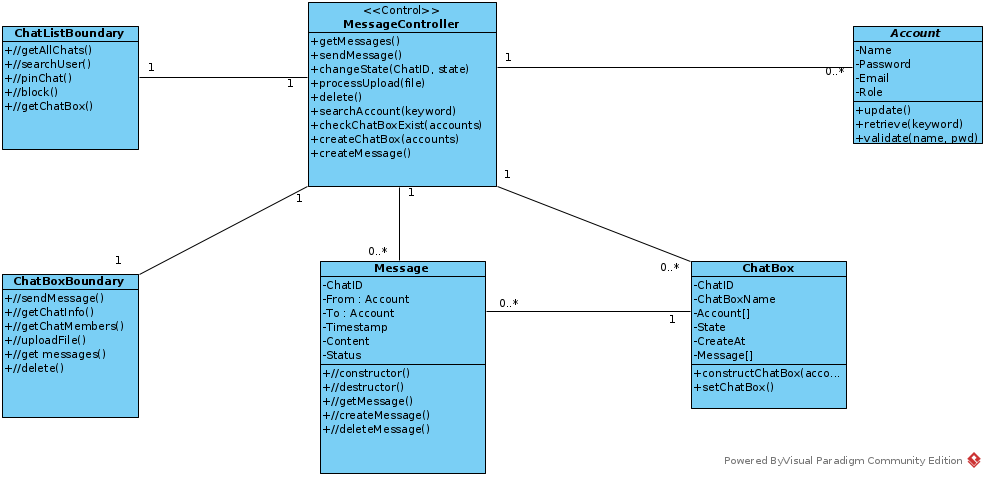 ChatListBoundary
+//getAllChats()
+//searchUser()
+//pinChat()
+//block()
+//getChatBox()
1
1
<<Control>>
MessageController
+getMessages()
+sendMessage()
+changeState(ChatID, state)
+processUpload(file)
+delete()
+searchAccount(keyword)
+checkChatBoxExist(accounts)
+createChatBox(accounts)
+createMessage()
1
0..*
Account
-Name
-Password
-Email
-Role
+update()
+retrieve(keyword)
+validate(name, pwd)
1
1
1
0..*
1
0..*
ChatBoxBoundary
+//sendMessage()
+//getChatInfo()
+//getChatMembers()
+//uploadFile()
+//get messages()
+//delete()
Message
-ChatID
-From : Account
-To : Account
-Timestamp
-Content
-Status
+//constructor()
+//destructor()
+//getMessage()
+//createMessage()
+//deleteMessage()
0..*
1
ChatBox
-ChatID
-ChatBoxName
-Account[]
-State
-CreateAt
-Message[]
+constructChatBox(acco...
+setChatBox()
Powered ByVisual Paradigm Community Edition